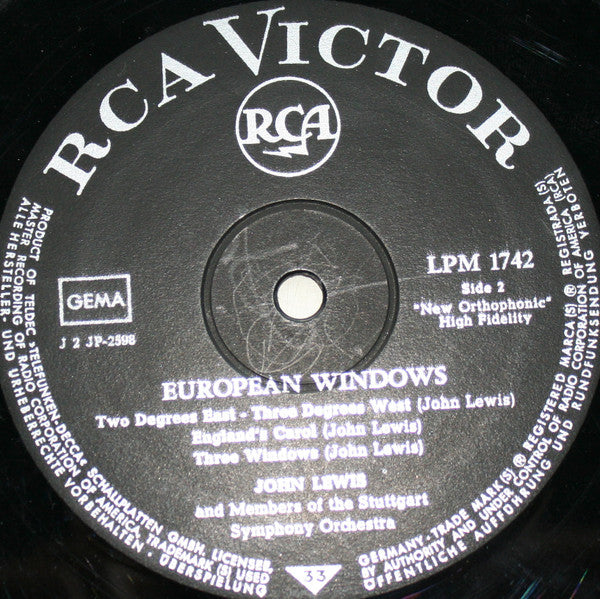 RCA VICTOR
RCA
GEMA
J 2 JP-2598
LPM 1742
Side 2
"New Orthophonic"
High Fidelity
EUROPEAN WINDOWS
Two Degrees East - Three Degrees West (John Lewis)
England's Carol (John Lewis)
Three Windows (John Lewis)
JOHN LEWIS
and Members of the Stuttgart
Symphony Orchestra
33
PRODUCT OF TELDEC · TELEFUNKEN-DECCA SCHALLPLATTEN GMBH. LICENSEE,
MASTER RECORDING OF RADIO CORPORATION OF AMERICA TRADEMARK (S) USED
ALLE HERSTELLER- UND URHEBERRECHTE VORBEHALTEN · ÜBERSPIELUNG
GERMANY - TRADE MARK (S) ® REGISTERED MARCA (S) ® REGISTRADA (S)
BY AUTHORITY AND UNDER CONTROL OF RADIO CORPORATION OF AMERICA (RCA)
ÖFFENTLICHE AUFFÜHRUNG UND RUNDFUNKSENDUNG VERBOTEN